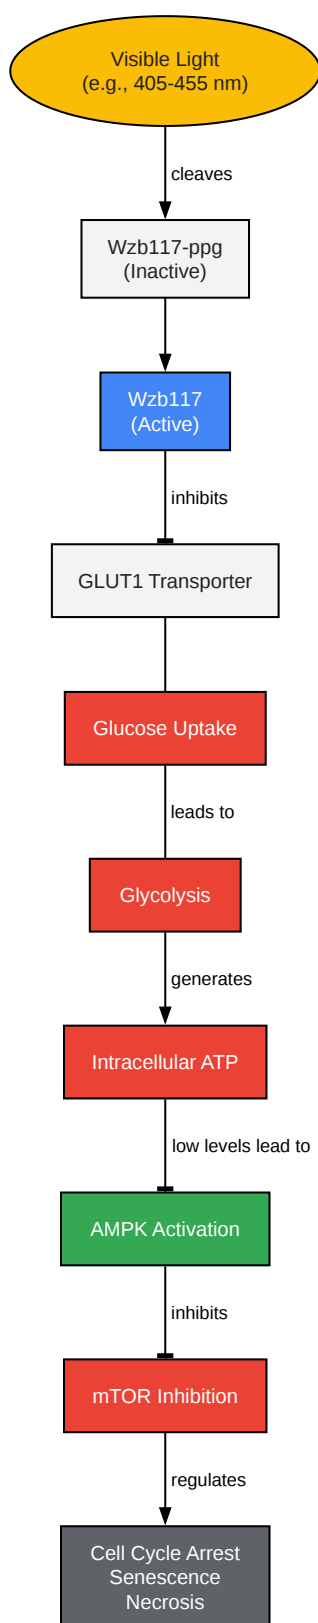 Visible Light
(e.g., 405-455 nm)
cleaves
Wzb117-ppg
(Inactive)
Wzb117
(Active)
inhibits
GLUT1 Transporter
Glucose Uptake
leads to
Glycolysis
generates
Intracellular ATP
low levels lead to
AMPK Activation
inhibits
mTOR Inhibition
regulates
Cell Cycle Arrest
Senescence
Necrosis